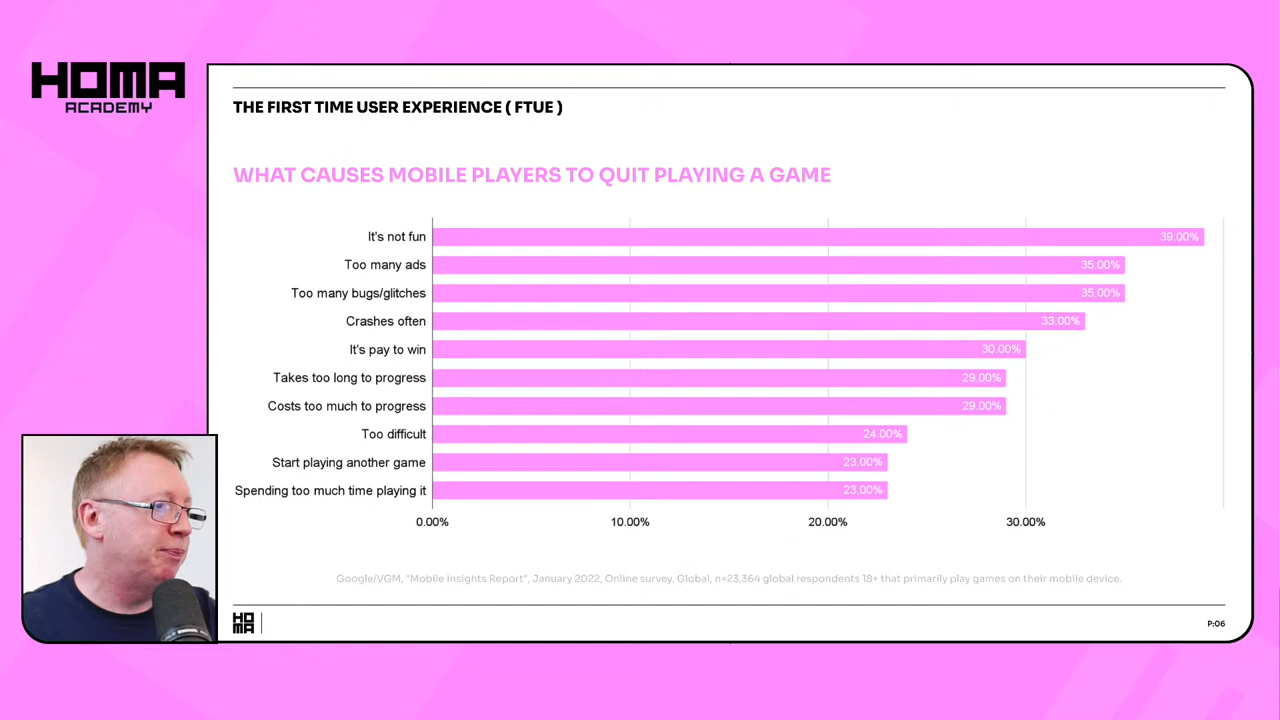 HOMA
ACADEMY
THE FIRST TIME USER EXPERIENCE ( FTUE )
WHAT CAUSES MOBILE PLAYERS TO QUIT PLAYING A GAME
It's not fun 39.00%
Too many ads 35.00%
Too many bugs/glitches 35.00%
Crashes often 33.00%
It's pay to win 30.00%
Takes too long to progress 29.00%
Costs too much to progress 29.00%
Too difficult 24.00%
Start playing another game 23.00%
Spending too much time playing it 23.00%
0.00% 10.00% 20.00% 30.00%
Google/VGM, "Mobile Insights Report", January 2022, Online survey, Global, n=23,364 global respondents 18+ that primarily play games on their mobile device.
HO
MA
P:06